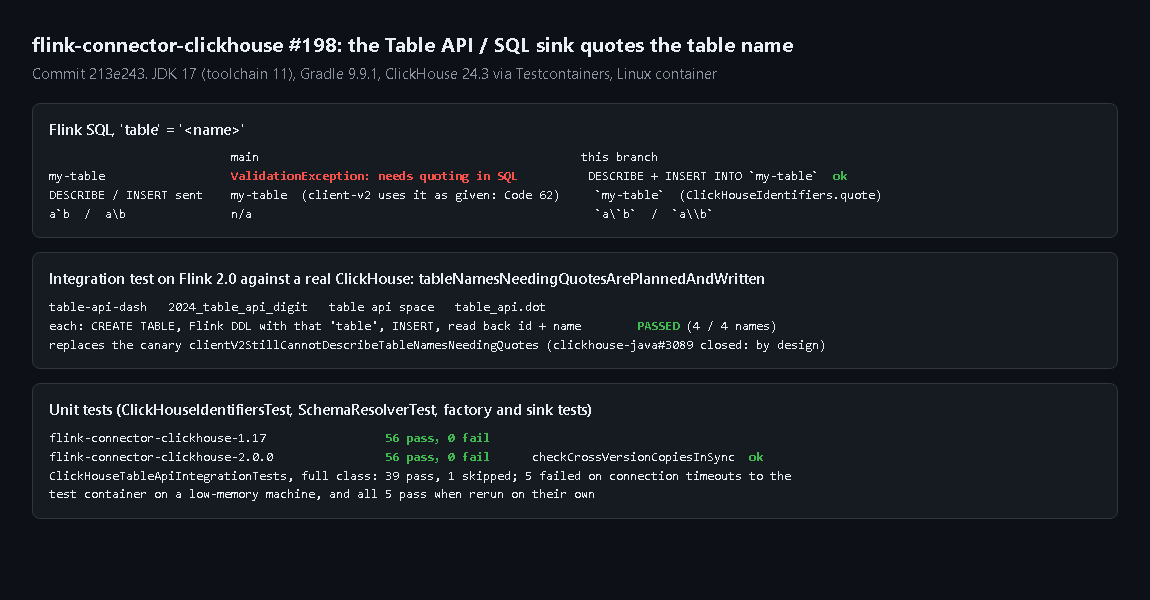 flink-connector-clickhouse #198: the Table API / SQL sink quotes the table name
Commit 213e243. JDK 17 (toolchain 11), Gradle 9.9.1, ClickHouse 24.3 via Testcontainers, Linux container
Flink SQL, 'table' = '<name>'
main this branch
my-table ValidationException: needs quoting in SQL DESCRIBE + INSERT INTO `my-table` ok
DESCRIBE / INSERT sent my-table (client-v2 uses it as given: Code 62) `my-table` (ClickHouseIdentifiers.quote)
a`b / a\b n/a `a\`b` / `a\\b`
Integration test on Flink 2.0 against a real ClickHouse: tableNamesNeedingQuotesArePlannedAndWritten
table-api-dash 2024_table_api_digit table api space table_api.dot
each: CREATE TABLE, Flink DDL with that 'table', INSERT, read back id + name PASSED (4 / 4 names)
replaces the canary clientV2StillCannotDescribeTableNamesNeedingQuotes (clickhouse-java#3089 closed: by design)
Unit tests (ClickHouseIdentifiersTest, SchemaResolverTest, factory and sink tests)
flink-connector-clickhouse-1.17 56 pass, 0 fail
flink-connector-clickhouse-2.0.0 56 pass, 0 fail checkCrossVersionCopiesInSync ok
ClickHouseTableApiIntegrationTests, full class: 39 pass, 1 skipped; 5 failed on connection timeouts to the
test container on a low-memory machine, and all 5 pass when rerun on their own